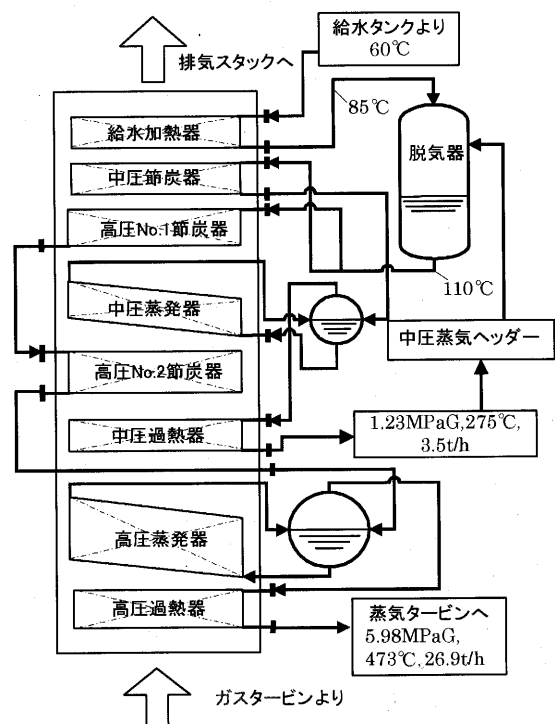 給水タンクより
60℃
排気スタックへ
85℃
給水加熱器
脱気器
中圧節炭器
高圧No.1節炭器
110℃
中圧蒸発器
中圧蒸気ヘッダー
高圧No.2節炭器
1.23MPaG,275℃,
3.5t/h
中圧過熱器
高圧蒸発器
高圧過熱器
蒸気タービンへ
5.98MPaG,
473℃,26.9t/h
ガスタービンより